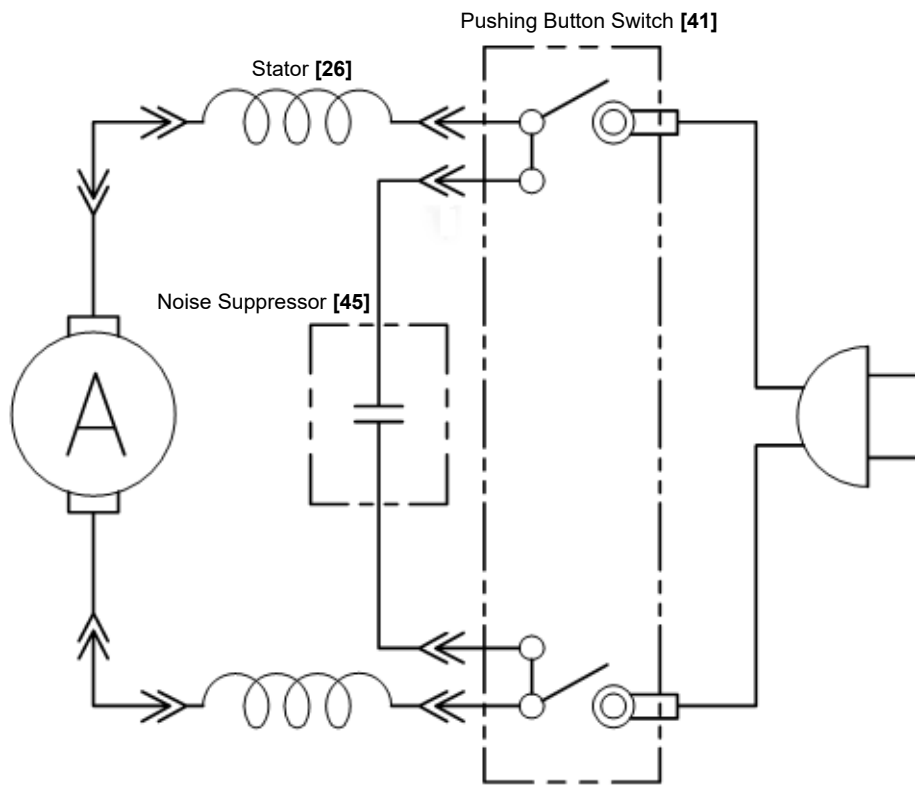 Pushing Button Switch [41]
Stator [26]
Noise Suppressor [45]
A